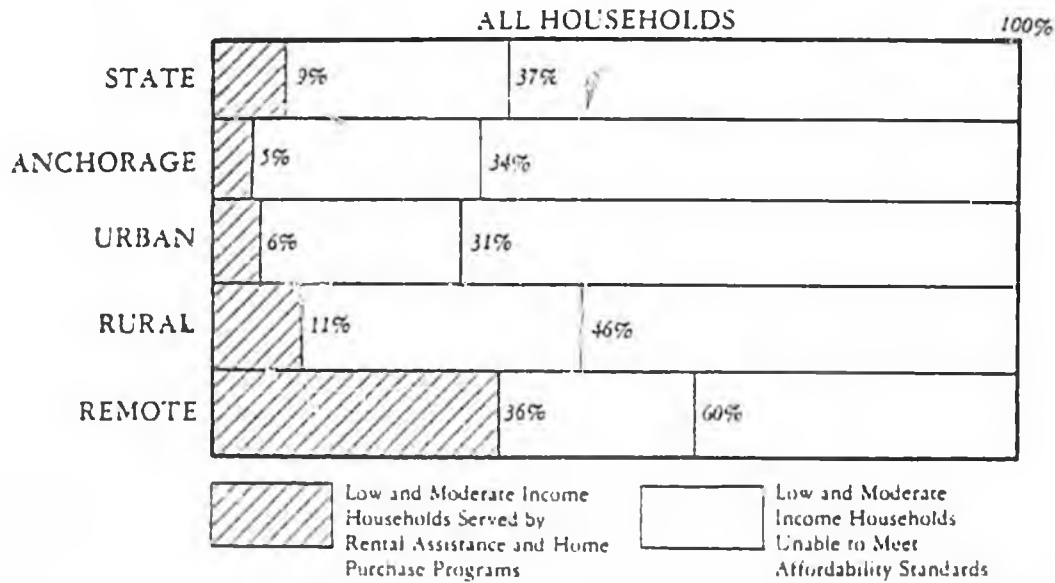 ALL HOUSEHOLDS
100%
STATE 9% 37%
ANCHORAGE 5% 34%
URBAN 6% 31%
RURAL 11% 46%
REMOTE 36% 60%
Low and Moderate Income
Households Served by
Rental Assistance and Home
Purchase Programs
Low and Moderate
Income Households
Unable to Meet
Affordability Standards